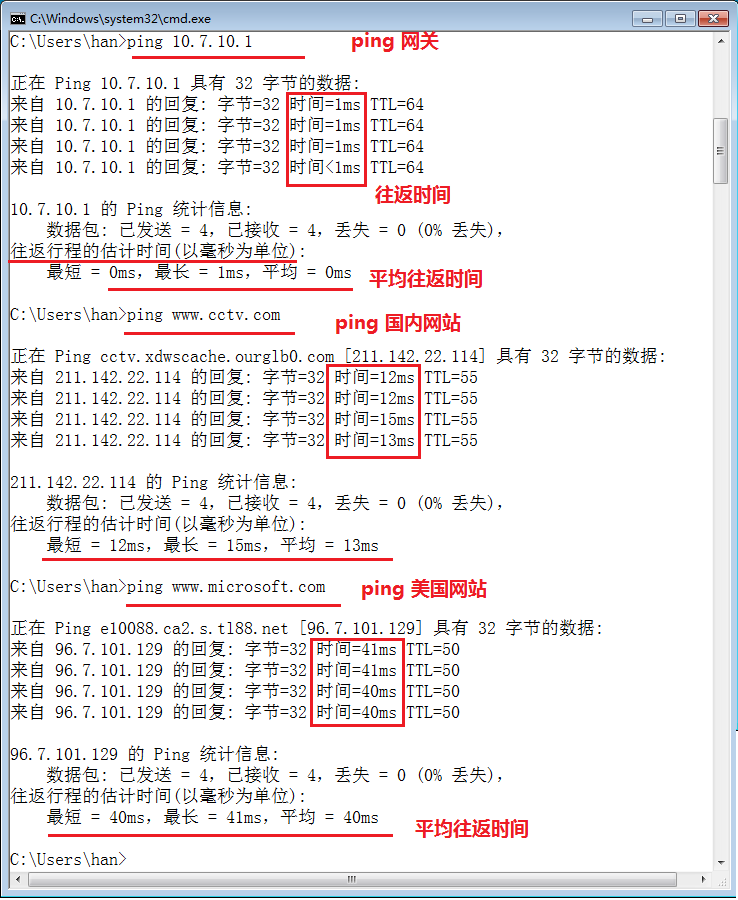 C:\Windows\system32\cmd.exe
C:\Users\han>ping 10.7.10.1
ping 网关
正在 Ping 10.7.10.1 具有 32 字节的数据:
来自 10.7.10.1 的回复: 字节=32 时间=1ms TTL=64
来自 10.7.10.1 的回复: 字节=32 时间=1ms TTL=64
来自 10.7.10.1 的回复: 字节=32 时间=1ms TTL=64
来自 10.7.10.1 的回复: 字节=32 时间<1ms TTL=64
往返时间
10.7.10.1 的 Ping 统计信息:
数据包: 已发送 = 4，已接收 = 4，丢失 = 0 (0% 丢失)，
往返行程的估计时间(以毫秒为单位):
最短 = 0ms，最长 = 1ms，平均 = 0ms
平均往返时间
C:\Users\han>ping www.cctv.com
ping 国内网站
正在 Ping cctv.xdwscache.ourglb0.com [211.142.22.114] 具有 32 字节的数据:
来自 211.142.22.114 的回复: 字节=32 时间=12ms TTL=55
来自 211.142.22.114 的回复: 字节=32 时间=12ms TTL=55
来自 211.142.22.114 的回复: 字节=32 时间=15ms TTL=55
来自 211.142.22.114 的回复: 字节=32 时间=13ms TTL=55
211.142.22.114 的 Ping 统计信息:
数据包: 已发送 = 4，已接收 = 4，丢失 = 0 (0% 丢失)，
往返行程的估计时间(以毫秒为单位):
最短 = 12ms，最长 = 15ms，平均 = 13ms
C:\Users\han>ping www.microsoft.com
ping 美国网站
正在 Ping e10088.ca2.s.tl88.net [96.7.101.129] 具有 32 字节的数据:
来自 96.7.101.129 的回复: 字节=32 时间=41ms TTL=50
来自 96.7.101.129 的回复: 字节=32 时间=41ms TTL=50
来自 96.7.101.129 的回复: 字节=32 时间=40ms TTL=50
来自 96.7.101.129 的回复: 字节=32 时间=40ms TTL=50
96.7.101.129 的 Ping 统计信息:
数据包: 已发送 = 4，已接收 = 4，丢失 = 0 (0% 丢失)，
往返行程的估计时间(以毫秒为单位):
最短 = 40ms，最长 = 41ms，平均 = 40ms
平均往返时间
C:\Users\han>